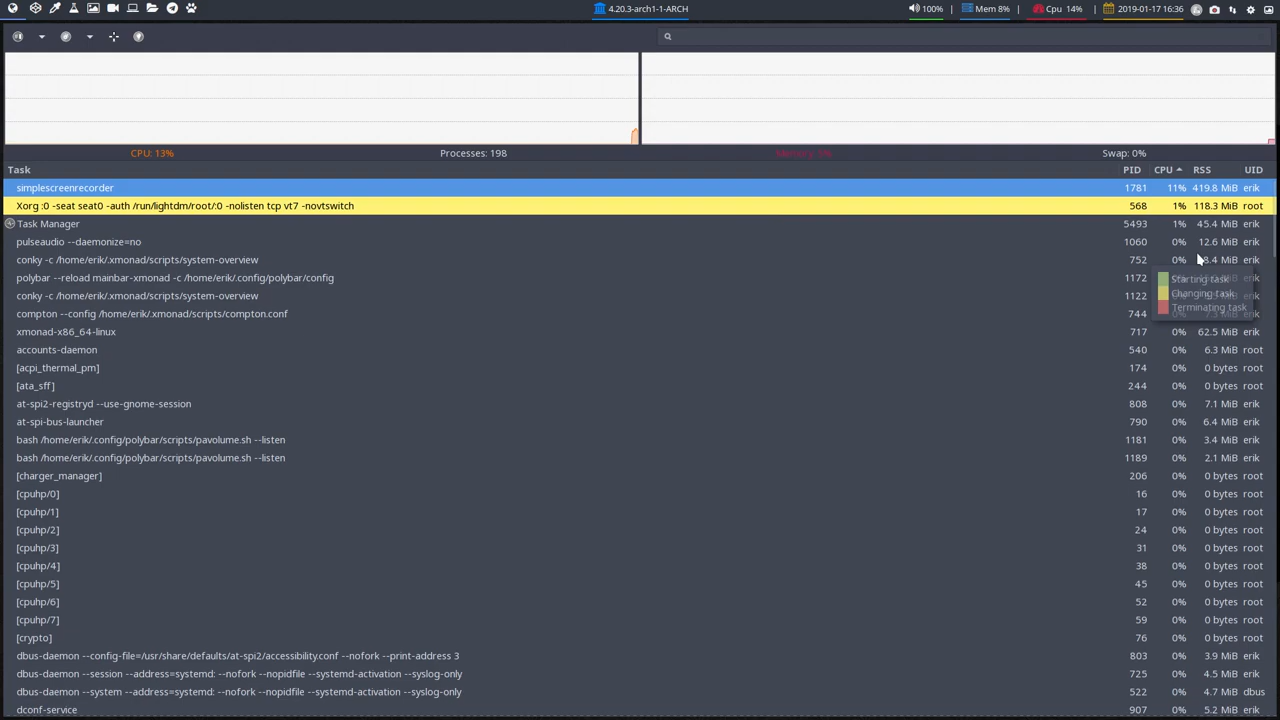 4.20.3-arch1-1-ARCH
100% | Mem 8% | Cpu 14% | 2019-01-17 16:36
CPU: 13% Processes: 198 Swap: 0%
Task PID CPU RSS UID
simplescreenrecorder 1781 11% 419.8 MiB erik
Xorg :0 -seat seat0 -auth /run/lightdm/root/:0 -nolisten tcp vt7 -novtswitch 568 1% 118.3 MiB root
Task Manager 5493 1% 45.4 MiB erik
pulseaudio --daemonize=no 1060 0% 12.6 MiB erik
conky -c /home/erik/.xmonad/scripts/system-overview 752 0% 8.4 MiB erik
polybar --reload mainbar-xmonad -c /home/erik/.config/polybar/config 1172 erik
Starting task
conky -c /home/erik/.xmonad/scripts/system-overview 1122 erik
Changing task
compton --config /home/erik/.xmonad/scripts/compton.conf 744 erik
Terminating task
xmonad-x86_64-linux 717 0% 62.5 MiB erik
accounts-daemon 540 0% 6.3 MiB root
[acpi_thermal_pm] 174 0% 0 bytes root
[ata_sff] 244 0% 0 bytes root
at-spi2-registryd --use-gnome-session 808 0% 7.1 MiB erik
at-spi-bus-launcher 790 0% 6.4 MiB erik
bash /home/erik/.config/polybar/scripts/pavolume.sh --listen 1181 0% 3.4 MiB erik
bash /home/erik/.config/polybar/scripts/pavolume.sh --listen 1189 0% 2.1 MiB erik
[charger_manager] 206 0% 0 bytes root
[cpuhp/0] 16 0% 0 bytes root
[cpuhp/1] 17 0% 0 bytes root
[cpuhp/2] 24 0% 0 bytes root
[cpuhp/3] 31 0% 0 bytes root
[cpuhp/4] 38 0% 0 bytes root
[cpuhp/5] 45 0% 0 bytes root
[cpuhp/6] 52 0% 0 bytes root
[cpuhp/7] 59 0% 0 bytes root
[crypto] 76 0% 0 bytes root
dbus-daemon --config-file=/usr/share/defaults/at-spi2/accessibility.conf --nofork --print-address 3 803 0% 3.9 MiB erik
dbus-daemon --session --address=systemd: --nofork --nopidfile --systemd-activation --syslog-only 725 0% 4.5 MiB erik
dbus-daemon --system --address=systemd: --nofork --nopidfile --systemd-activation --syslog-only 522 0% 4.7 MiB dbus
dconf-service 907 0% 5.2 MiB erik